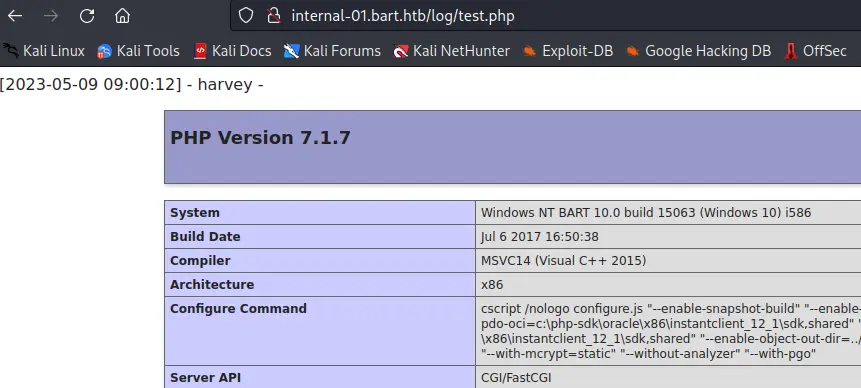 internal-01.bart.htb/log/test.php
Kali Linux Kali Tools Kali Docs Kali Forums Kali NetHunter Exploit-DB Google Hacking DB OffSec
[2023-05-09 09:00:12] - harvey -
PHP Version 7.1.7
System Windows NT BART 10.0 build 15063 (Windows 10) i586
Build Date Jul 6 2017 16:50:38
Compiler MSVC14 (Visual C++ 2015)
Architecture x86
Configure Command cscript /nologo configure.js "--enable-snapshot-build" "--enable-
pdo-oci=c:\php-sdk\oracle\x86\instantclient_12_1\sdk,shared" "
\x86\instantclient_12_1\sdk,shared" "--enable-object-out-dir=../
"--with-mcrypt=static" "--without-analyzer" "--with-pgo"
Server API CGI/FastCGI